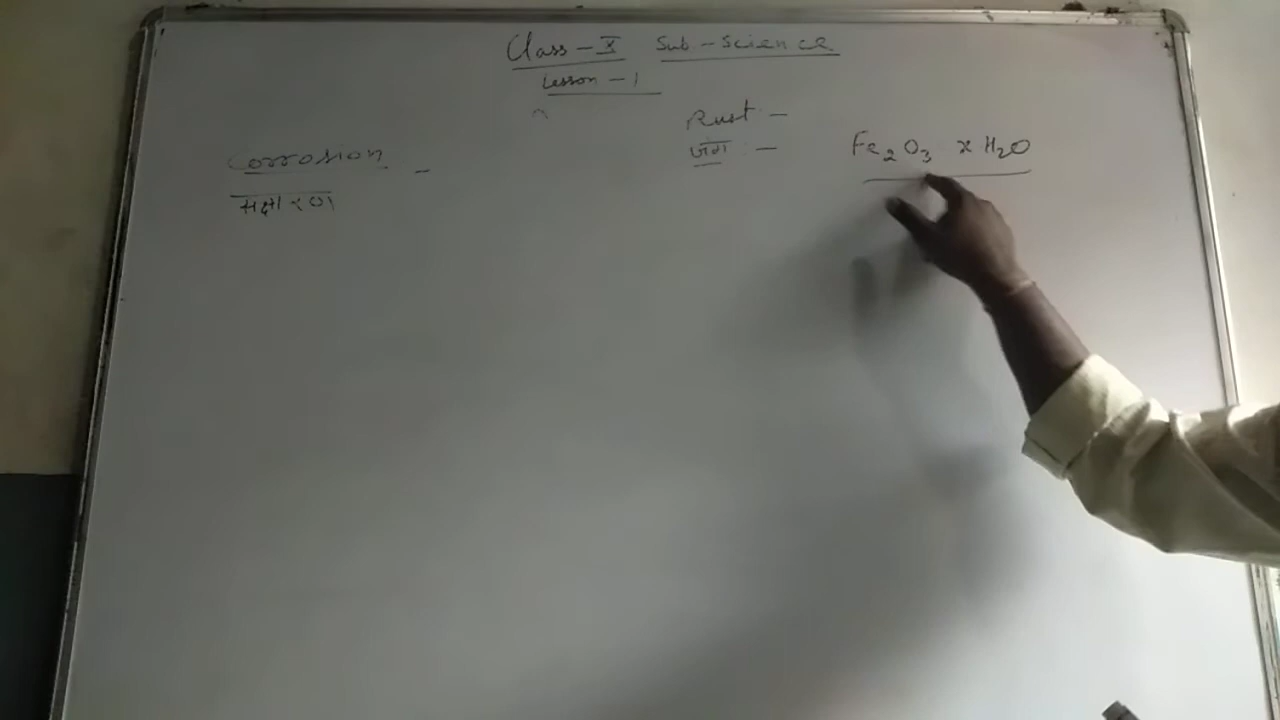 Class - X Sub - Science
Lesson - 1
Corrosion -
संक्षारण
Rust -
जंग -
Fe₂O₃ x H₂O